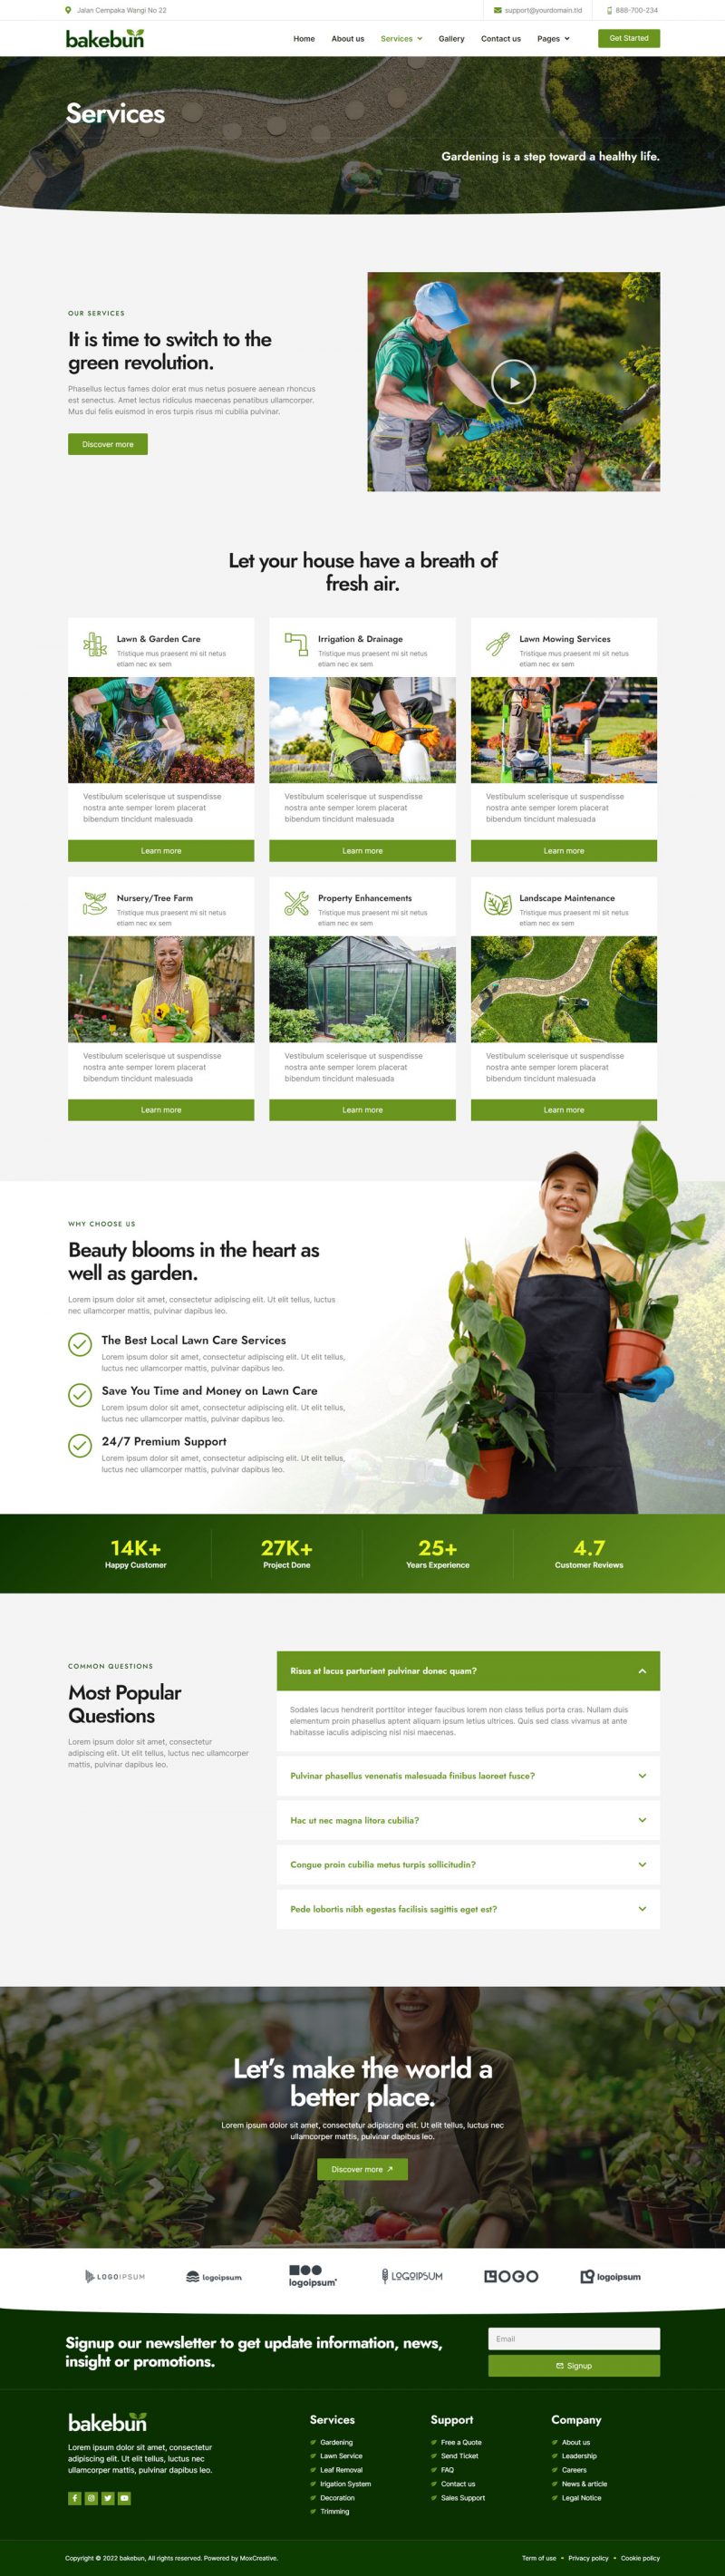 Jalan Cempaka Wangi No 22
support@yourdomain.tld
888-700-234
bakebun
Home
About us
Services
Gallery
Contact us
Pages
Get Started
Services
Gardening is a step toward a healthy life.
OUR SERVICES
It is time to switch to the
green revolution.
Phasellus lectus fames dolor erat mus netus posuere aenean rhoncus
est senectus. Amet lectus ridiculus maecenas penatibus ullamcorper.
Mus dui felis euismod in eros turpis risus mi cubilia pulvinar.
Discover more
Let your house have a breath of
fresh air.
Lawn & Garden Care
Tristique mus praesent mi sit netus
etiam nec ex sem
Vestibulum scelerisque ut suspendisse
nostra ante semper lorem placerat
bibendum tincidunt malesuada
Learn more
Irrigation & Drainage
Tristique mus praesent mi sit netus
etiam nec ex sem
Vestibulum scelerisque ut suspendisse
nostra ante semper lorem placerat
bibendum tincidunt malesuada
Learn more
Lawn Mowing Services
Tristique mus praesent mi sit netus
etiam nec ex sem
Vestibulum scelerisque ut suspendisse
nostra ante semper lorem placerat
bibendum tincidunt malesuada
Learn more
Nursery/Tree Farm
Tristique mus praesent mi sit netus
etiam nec ex sem
Vestibulum scelerisque ut suspendisse
nostra ante semper lorem placerat
bibendum tincidunt malesuada
Learn more
Property Enhancements
Tristique mus praesent mi sit netus
etiam nec ex sem
Vestibulum scelerisque ut suspendisse
nostra ante semper lorem placerat
bibendum tincidunt malesuada
Learn more
Landscape Maintenance
Tristique mus praesent mi sit netus
etiam nec ex sem
Vestibulum scelerisque ut suspendisse
nostra ante semper lorem placerat
bibendum tincidunt malesuada
Learn more
WHY CHOOSE US
Beauty blooms in the heart as
well as garden.
Lorem ipsum dolor sit amet, consectetur adipiscing elit. Ut elit tellus, luctus
nec ullamcorper mattis, pulvinar dapibus leo.
The Best Local Lawn Care Services
Lorem ipsum dolor sit amet, consectetur adipiscing elit. Ut elit tellus,
luctus nec ullamcorper mattis, pulvinar dapibus leo.
Save You Time and Money on Lawn Care
Lorem ipsum dolor sit amet, consectetur adipiscing elit. Ut elit tellus,
luctus nec ullamcorper mattis, pulvinar dapibus leo.
24/7 Premium Support
Lorem ipsum dolor sit amet, consectetur adipiscing elit. Ut elit tellus,
luctus nec ullamcorper mattis, pulvinar dapibus leo.
14K+
Happy Customer
27K+
Project Done
25+
Years Experience
4.7
Customer Reviews
COMMON QUESTIONS
Most Popular
Questions
Lorem ipsum dolor sit amet, consectetur
adipiscing elit. Ut elit tellus, luctus nec ullamcorper
mattis, pulvinar dapibus leo.
Risus at lacus parturient pulvinar donec quam?
Sodales lacus hendrerit porttitor integer faucibus lorem non class tellus porta cras. Nullam duis
elementum proin phasellus aptent aliquam ipsum letius ultrices. Quis sed class vivamus at ante
habitasse iaculis adipiscing nisl nisi maecenas.
Pulvinar phasellus venenatis malesuada finibus laoreet fusce?
Hac ut nec magna litora cubilia?
Congue proin cubilia metus turpis sollicitudin?
Pede lobortis nibh egestas facilisis sagittis eget est?
Let's make the world a
better place.
Lorem ipsum dolor sit amet, consectetur adipiscing elit. Ut elit tellus, luctus nec
ullamcorper mattis, pulvinar dapibus leo.
Discover more
LOGOIPSUM
logoipsum
logoipsum
LOGOIPSUM
LOGO
logoipsum
Signup our newsletter to get update information, news,
insight or promotions.
Email
Signup
bakebun
Lorem ipsum dolor sit amet, consectetur
adipiscing elit. Ut elit tellus, luctus nec
ullamcorper mattis, pulvinar dapibus leo.
Services
Gardening
Lawn Service
Leaf Removal
Irigation System
Decoration
Trimming
Support
Free a Quote
Send Ticket
FAQ
Contact us
Sales Support
Company
About us
Leadership
Careers
News & article
Legal Notice
Copyright © 2022 bakebun, All rights reserved. Powered by MoxCreative.
Term of use • Privacy policy • Cookie policy